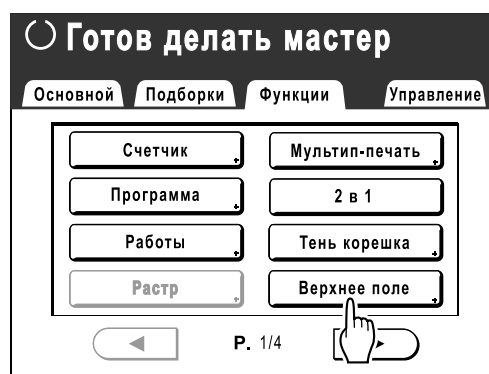 Готов делать мастер
Основной Подборки Функции Управление
Счетчик Мультип-печать
Программа 2 в 1
Работы Тень корешка
Растр Верхнее поле
P. 1/4